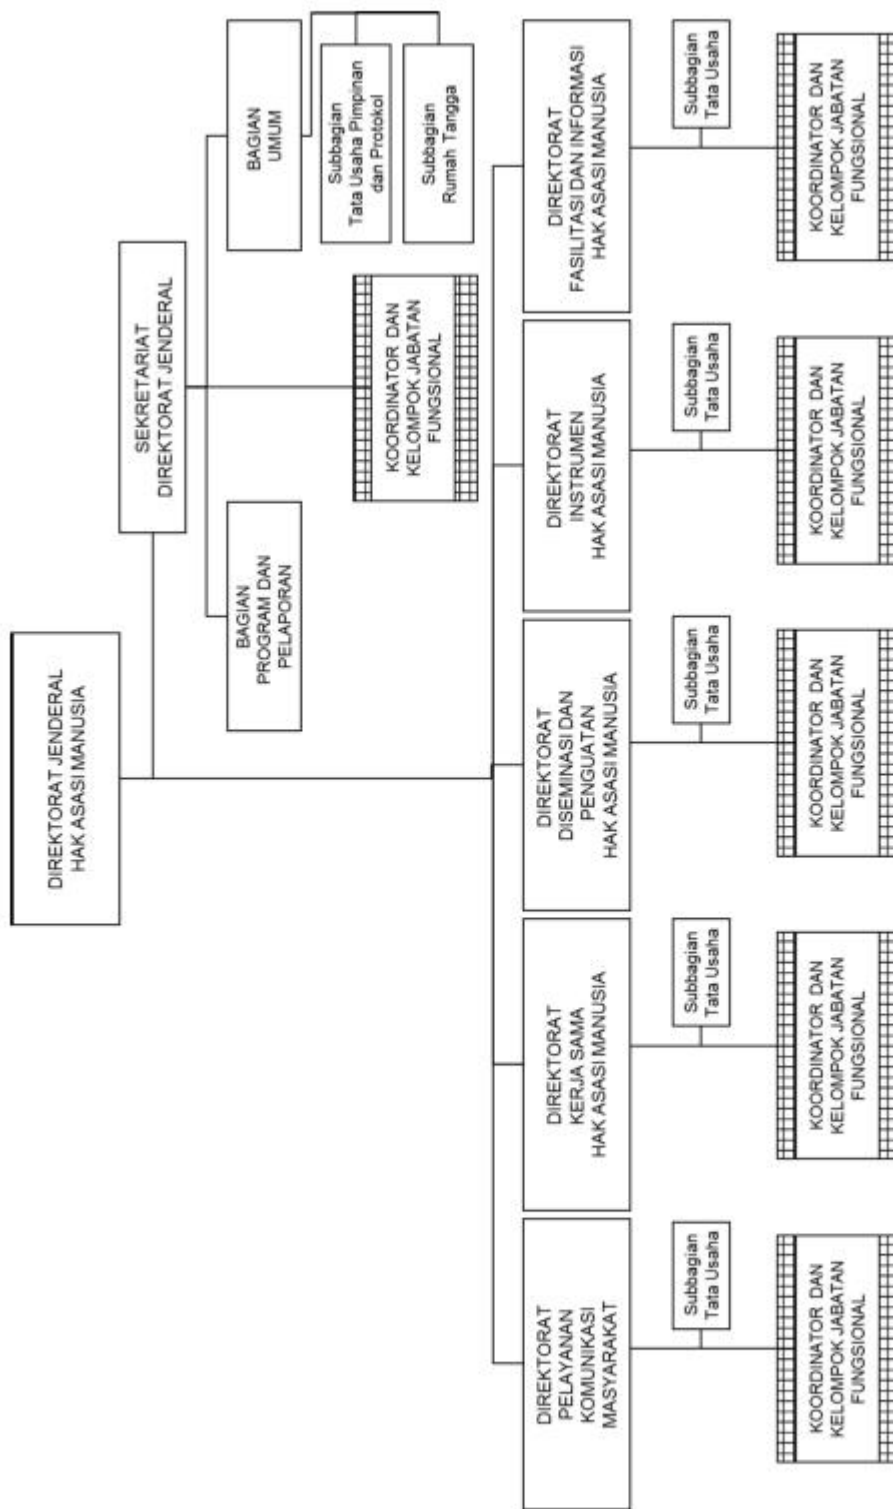 DIREKTORAT JENDERAL
HAK ASASI MANUSIA
SEKRETARIAT
DIREKTORAT JENDERAL
BAGIAN
PROGRAM DAN
PELAPORAN
BAGIAN
UMUM
Subbagian
Tata Usaha Pimpinan
dan Protokol
Subbagian
Rumah Tangga
KOORDINATOR DAN
KELOMPOK JABATAN
FUNGSIONAL
DIREKTORAT
PELAYANAN
KOMUNIKASI
MASYARAKAT
DIREKTORAT
KERJA SAMA
HAK ASASI MANUSIA
DIREKTORAT
DISEMINASI DAN
PENGUATAN
HAK ASASI MANUSIA
DIREKTORAT
INSTRUMEN
HAK ASASI MANUSIA
DIREKTORAT
FASILITASI DAN INFORMASI
HAK ASASI MANUSIA
Subbagian
Tata Usaha
Subbagian
Tata Usaha
Subbagian
Tata Usaha
Subbagian
Tata Usaha
Subbagian
Tata Usaha
KOORDINATOR DAN
KELOMPOK JABATAN
FUNGSIONAL
KOORDINATOR DAN
KELOMPOK JABATAN
FUNGSIONAL
KOORDINATOR DAN
KELOMPOK JABATAN
FUNGSIONAL
KOORDINATOR DAN
KELOMPOK JABATAN
FUNGSIONAL
KOORDINATOR DAN
KELOMPOK JABATAN
FUNGSIONAL